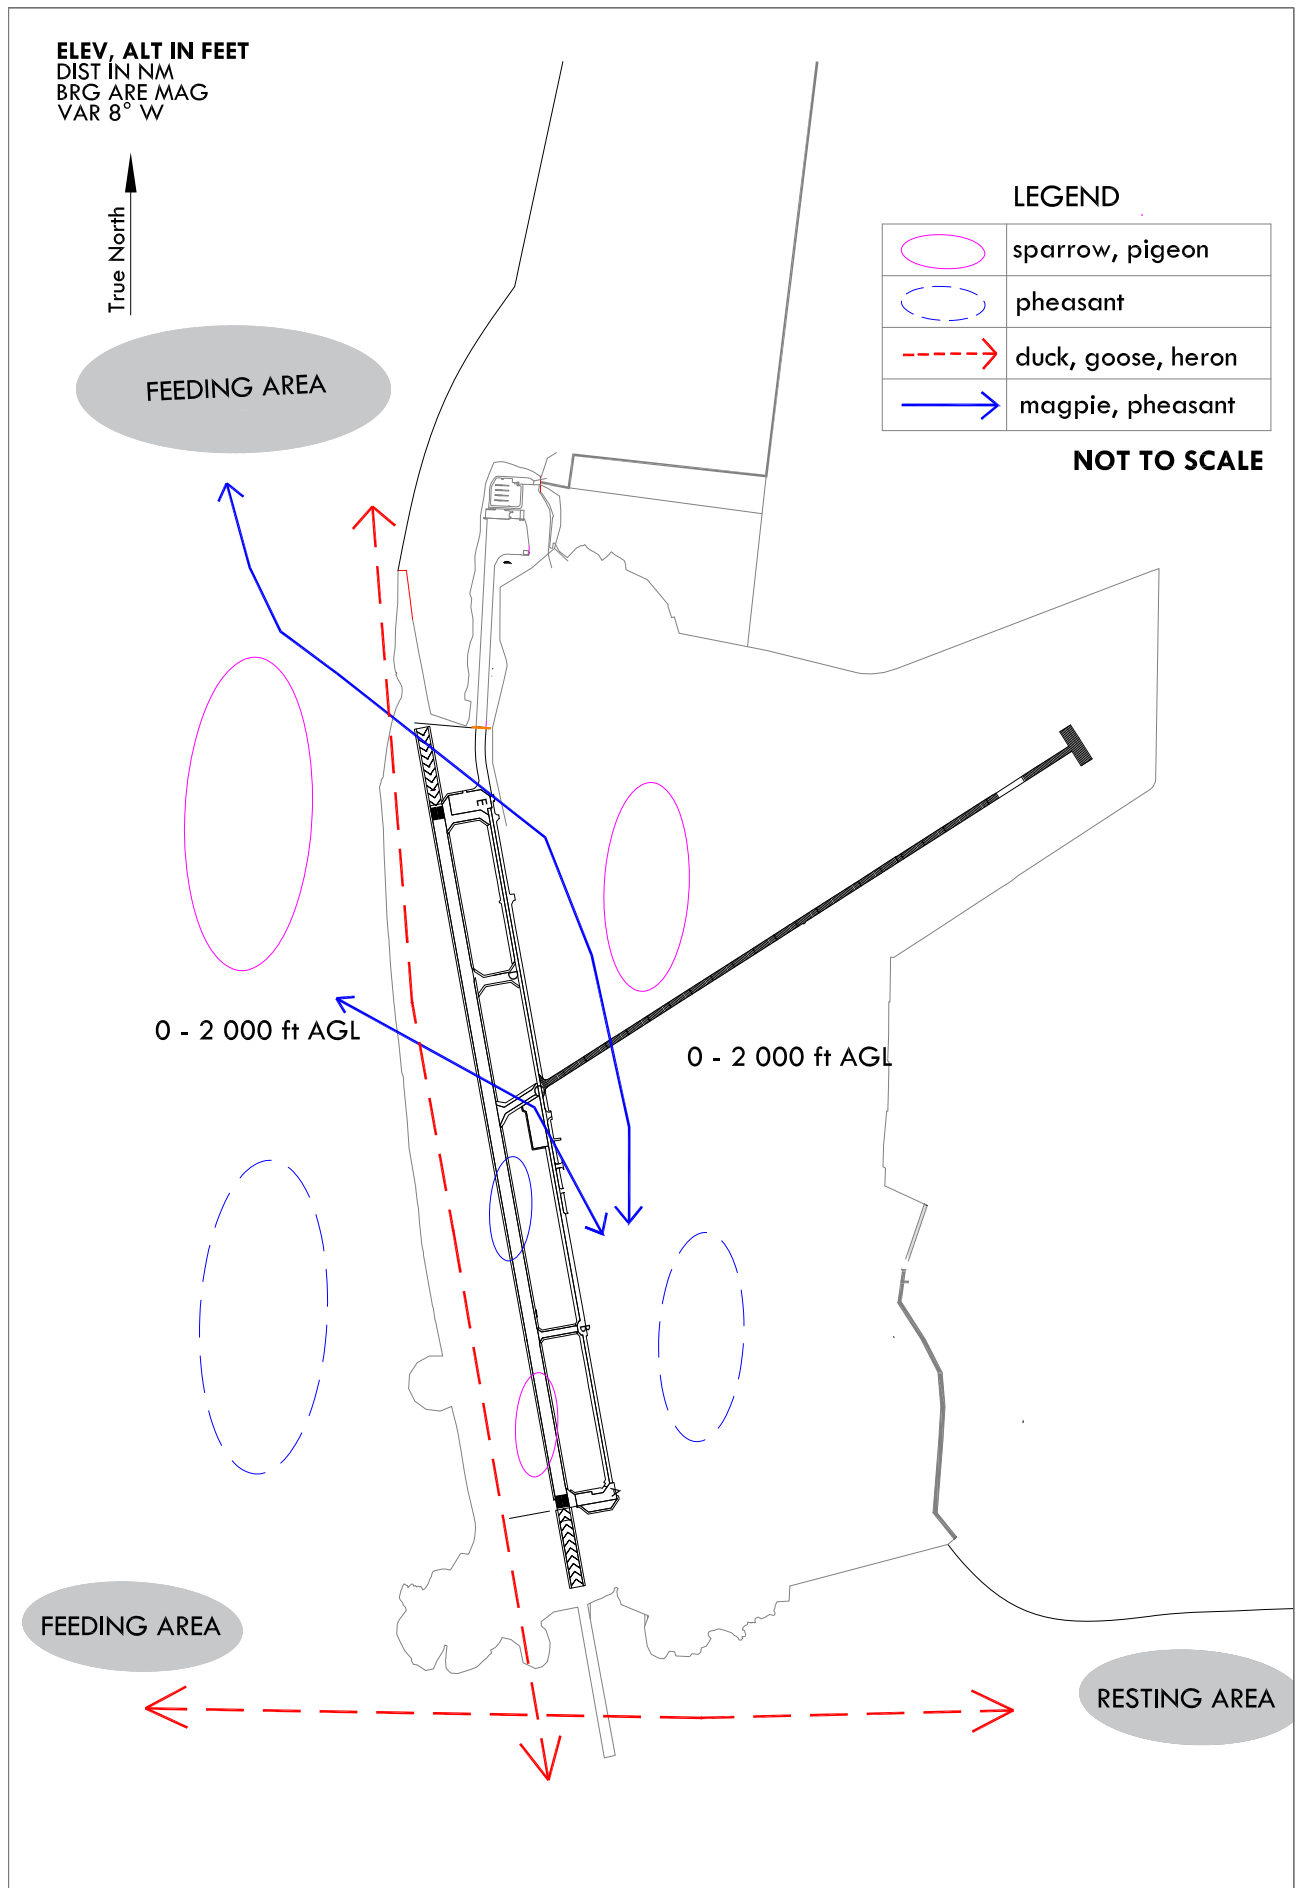 ELEV, ALT IN FEET
DIST IN NM
BRG ARE MAG
VAR 8° W
True North
LEGEND
sparrow, pigeon
pheasant
duck, goose, heron
magpie, pheasant
NOT TO SCALE
FEEDING AREA
E
D
0 - 2 000 ft AGL
0 - 2 000 ft AGL
B
A
FEEDING AREA
RESTING AREA